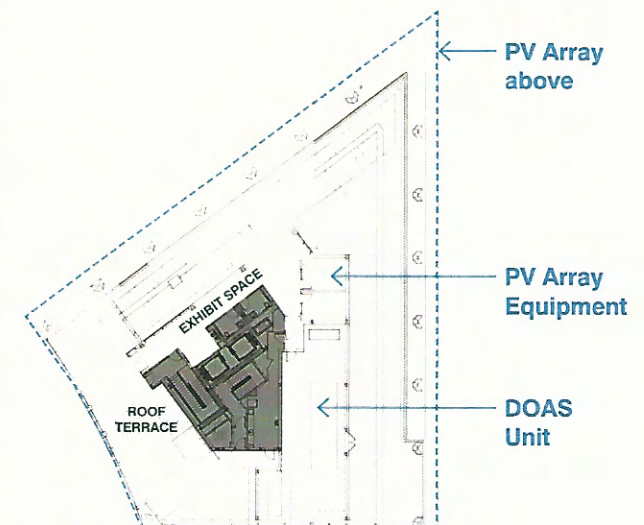 PV Array
above
PV Array
Equipment
EXHIBIT SPACE
ROOF
TERRACE
DOAS
Unit